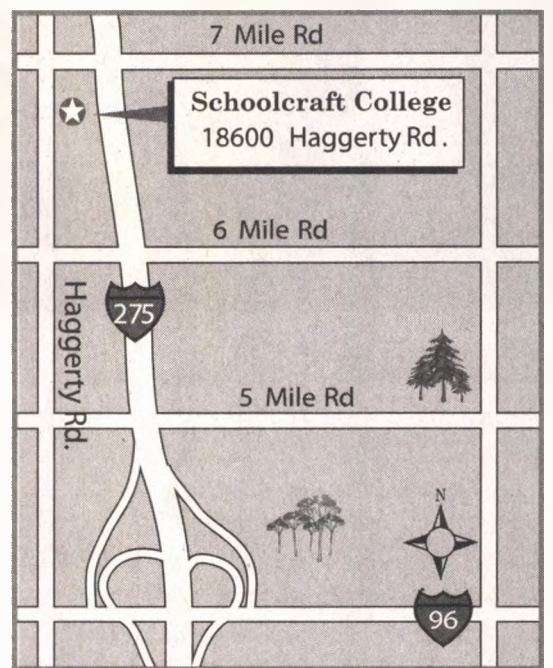 7 Mile Rd
Schoolcraft College
18600 Haggerty Rd.
6 Mile Rd
275
Haggerty Rd.
5 Mile Rd
N
96